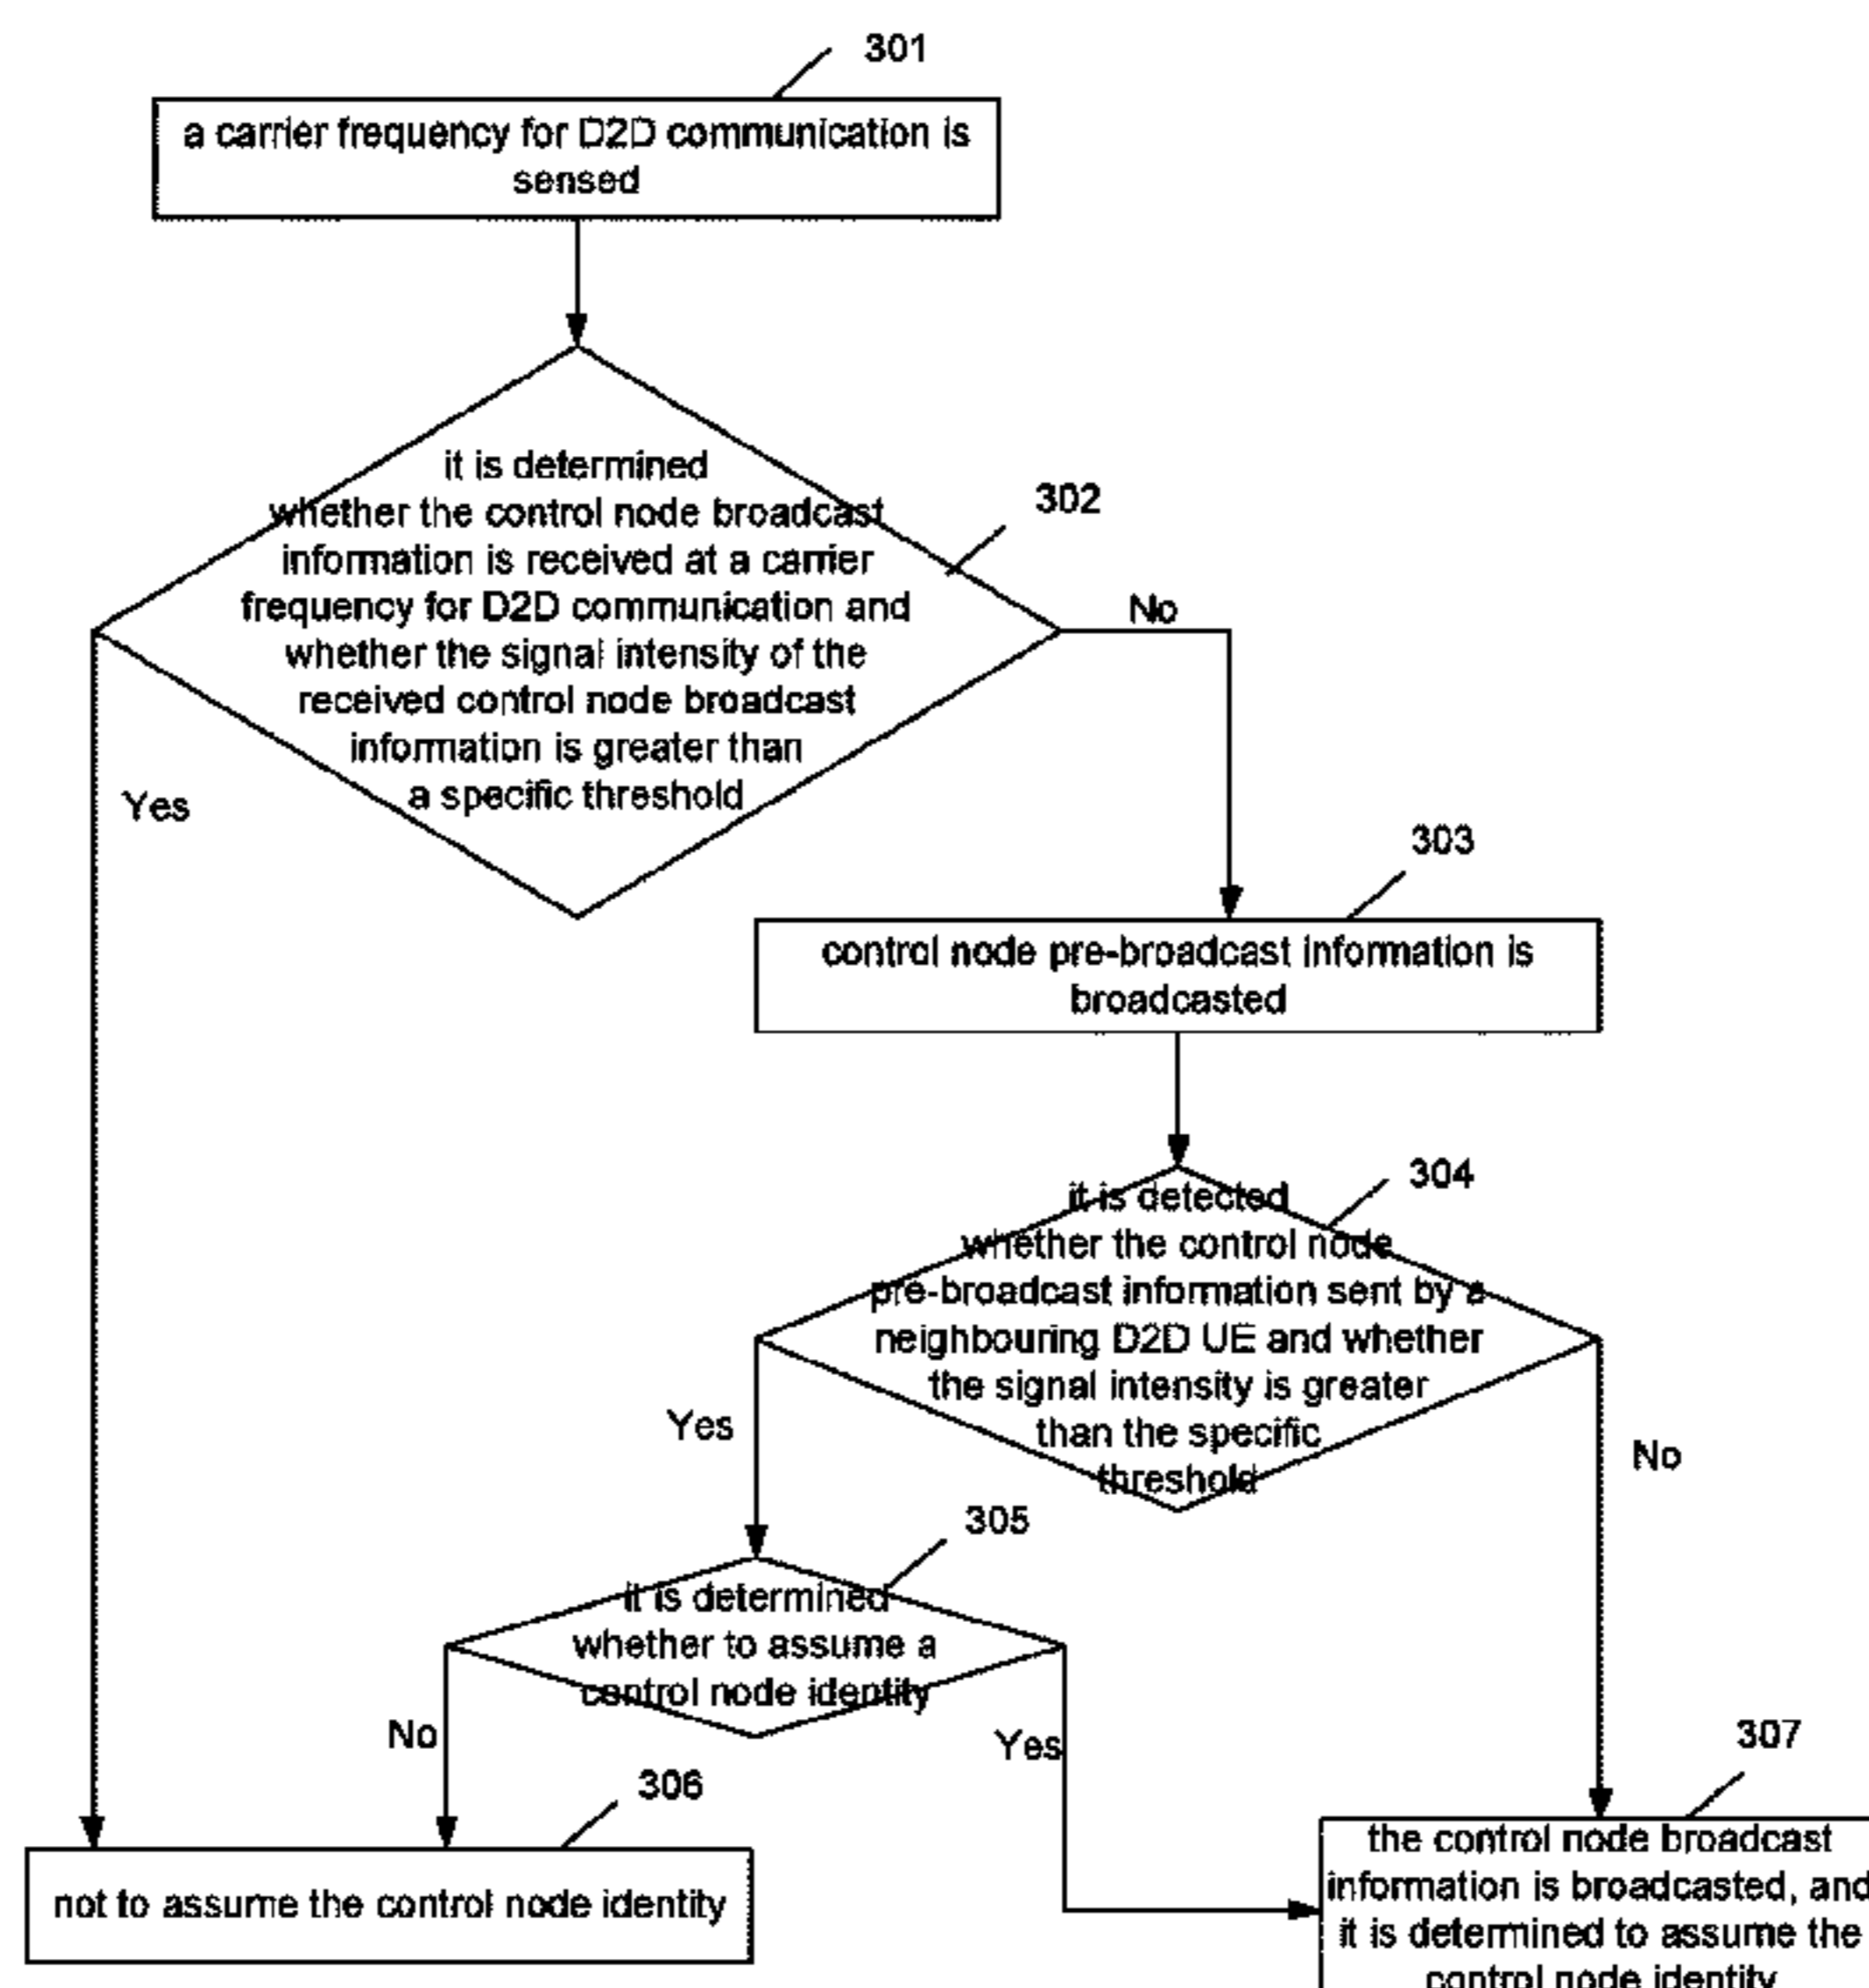 301
a carrier frequency for D2D communication is
sensed
it is determined
whether the control node broadcast
information is received at a carrier
frequency for D2D communication and
whether the signal intensity of the
received control node broadcast
information is greater than
a specific threshold
302
No
Yes
303
control node pre-broadcast information is
broadcasted
304
it is detected
whether the control node
pre-broadcast information sent by a
neighbouring D2D UE and whether
the signal intensity is greater
than the specific
threshold
Yes
No
305
it is determined
whether to assume a
control node identity
No
Yes
306
not to assume the control node identity
307
the control node broadcast
information is broadcasted, and
it is determined to assume the
control node identity